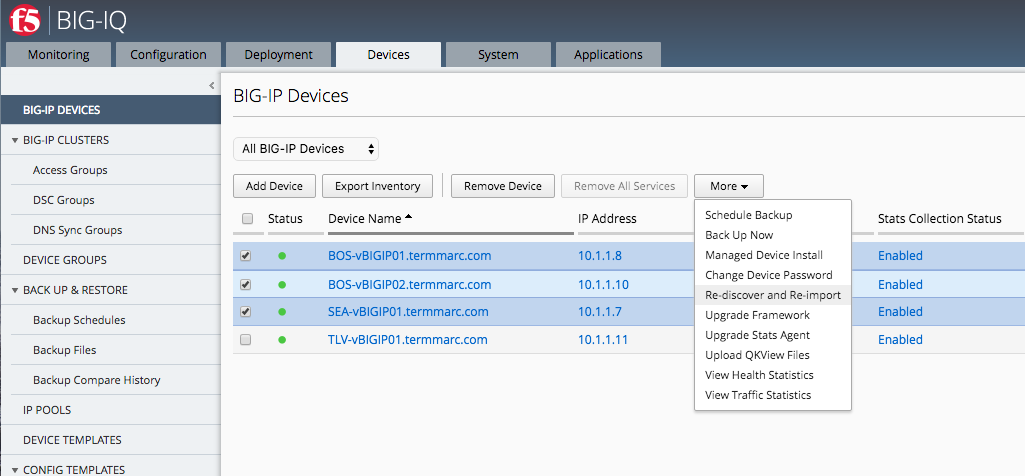 f5 BIG-IQ
Monitoring Configuration Deployment Devices System Applications
BIG-IP DEVICES
BIG-IP CLUSTERS
Access Groups
DSC Groups
DNS Sync Groups
DEVICE GROUPS
BACK UP & RESTORE
Backup Schedules
Backup Files
Backup Compare History
IP POOLS
DEVICE TEMPLATES
CONFIG TEMPLATES
BIG-IP Devices
All BIG-IP Devices
Add Device Export Inventory Remove Device Remove All Services More
Status Device Name IP Address Stats Collection Status
BOS-vBIGIP01.termmarc.com 10.1.1.8 Enabled
BOS-vBIGIP02.termmarc.com 10.1.1.10 Enabled
SEA-vBIGIP01.termmarc.com 10.1.1.7 Enabled
TLV-vBIGIP01.termmarc.com 10.1.1.11 Enabled
Schedule Backup
Back Up Now
Managed Device Install
Change Device Password
Re-discover and Re-import
Upgrade Framework
Upgrade Stats Agent
Upload QKView Files
View Health Statistics
View Traffic Statistics